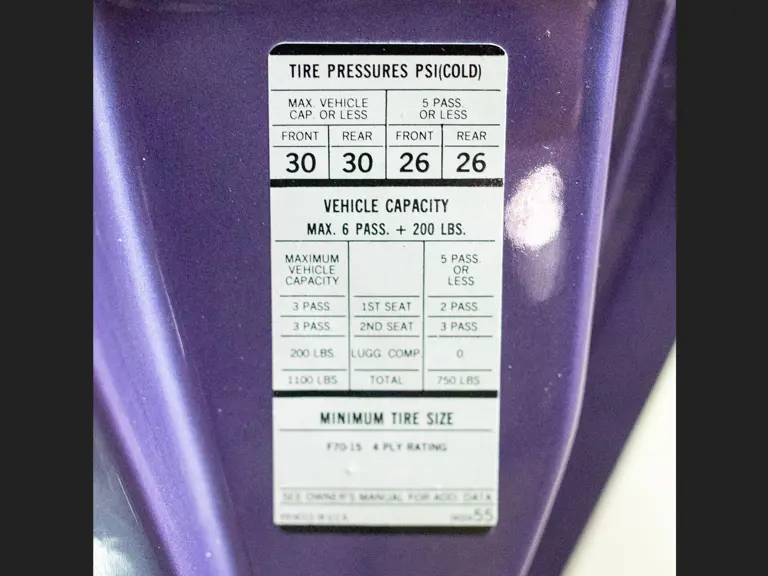 TIRE PRESSURES PSI(COLD)
MAX. VEHICLE CAP. OR LESS
5 PASS. OR LESS
FRONT REAR FRONT REAR
30 30 26 26
VEHICLE CAPACITY
MAX. 6 PASS. + 200 LBS.
MAXIMUM VEHICLE CAPACITY
5 PASS. OR LESS
3 PASS 1ST SEAT 2 PASS.
3 PASS. 2ND SEAT 3 PASS
200 LBS. LUGG COMP. 0
1100 LBS TOTAL 750 LBS
MINIMUM TIRE SIZE
F70-15 4 PLY RATING
SEE OWNER'S MANUAL FOR ADD. DATA
PRINTED IN U.S.A. 55